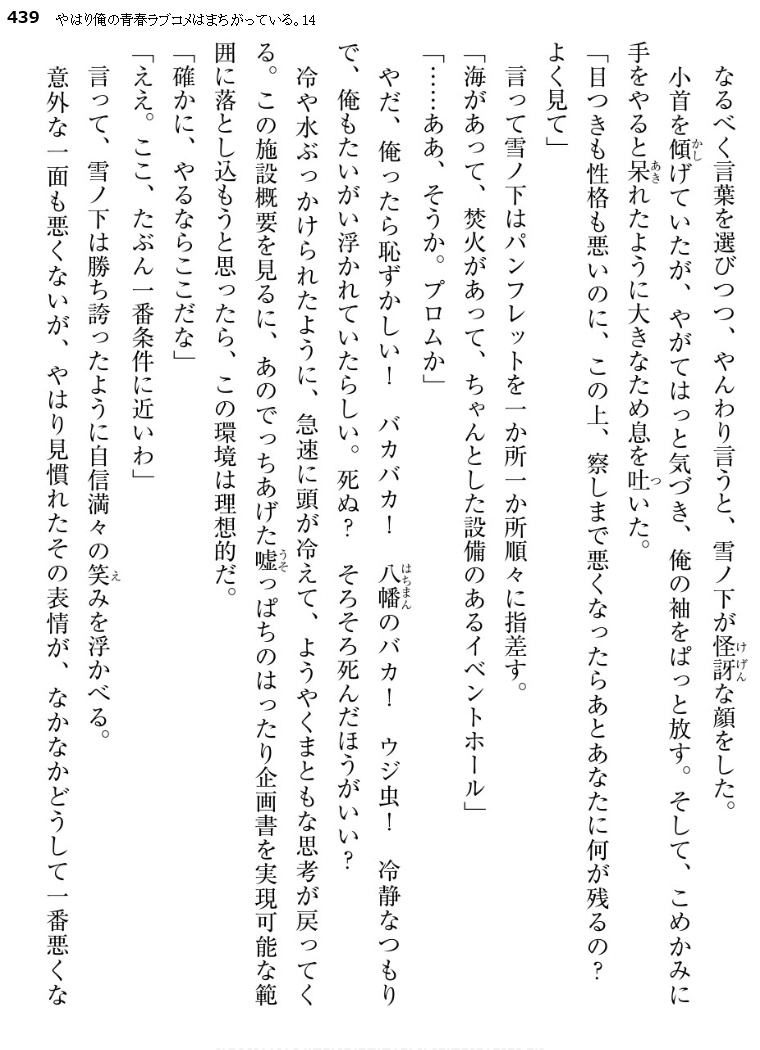 439 やはり俺の青春ラブコメはまちがっている。14
　なるべく言葉を選びつつ、やんわり言うと、雪ノ下が怪訝な顔をした。
　小首を傾げていたが、やがてはっと気づき、俺の袖をぱっと放す。そして、こめかみに
手をやると呆れたように大きなため息を吐いた。
「目つきも性格も悪いのに、この上、察しまで悪くなったらあとあなたに何が残るの？
よく見て」
　言って雪ノ下はパンフレットを一か所一か所順々に指差す。
「海があって、焚火があって、ちゃんとした設備のあるイベントホール」
「……ああ、そうか。プロムか」
　やだ、俺ったら恥ずかしい！　バカバカ！　八幡のバカ！　ウジ虫！　冷静なつもり
で、俺もたいがい浮かれていたらしい。死ぬ？　そろそろ死んだほうがいい？
　冷や水ぶっかけられたように、急速に頭が冷えて、ようやくまともな思考が戻ってく
る。この施設概要を見るに、あのでっちあげた嘘っぱちのはったり企画書を実現可能な範
囲に落とし込もうと思ったら、この環境は理想的だ。
「確かに、やるならここだな」
「ええ。ここ、たぶん一番条件に近いわ」
　言って、雪ノ下は勝ち誇ったように自信満々の笑みを浮かべる。
　意外な一面も悪くないが、やはり見慣れたその表情が、なかなかどうして一番悪くな